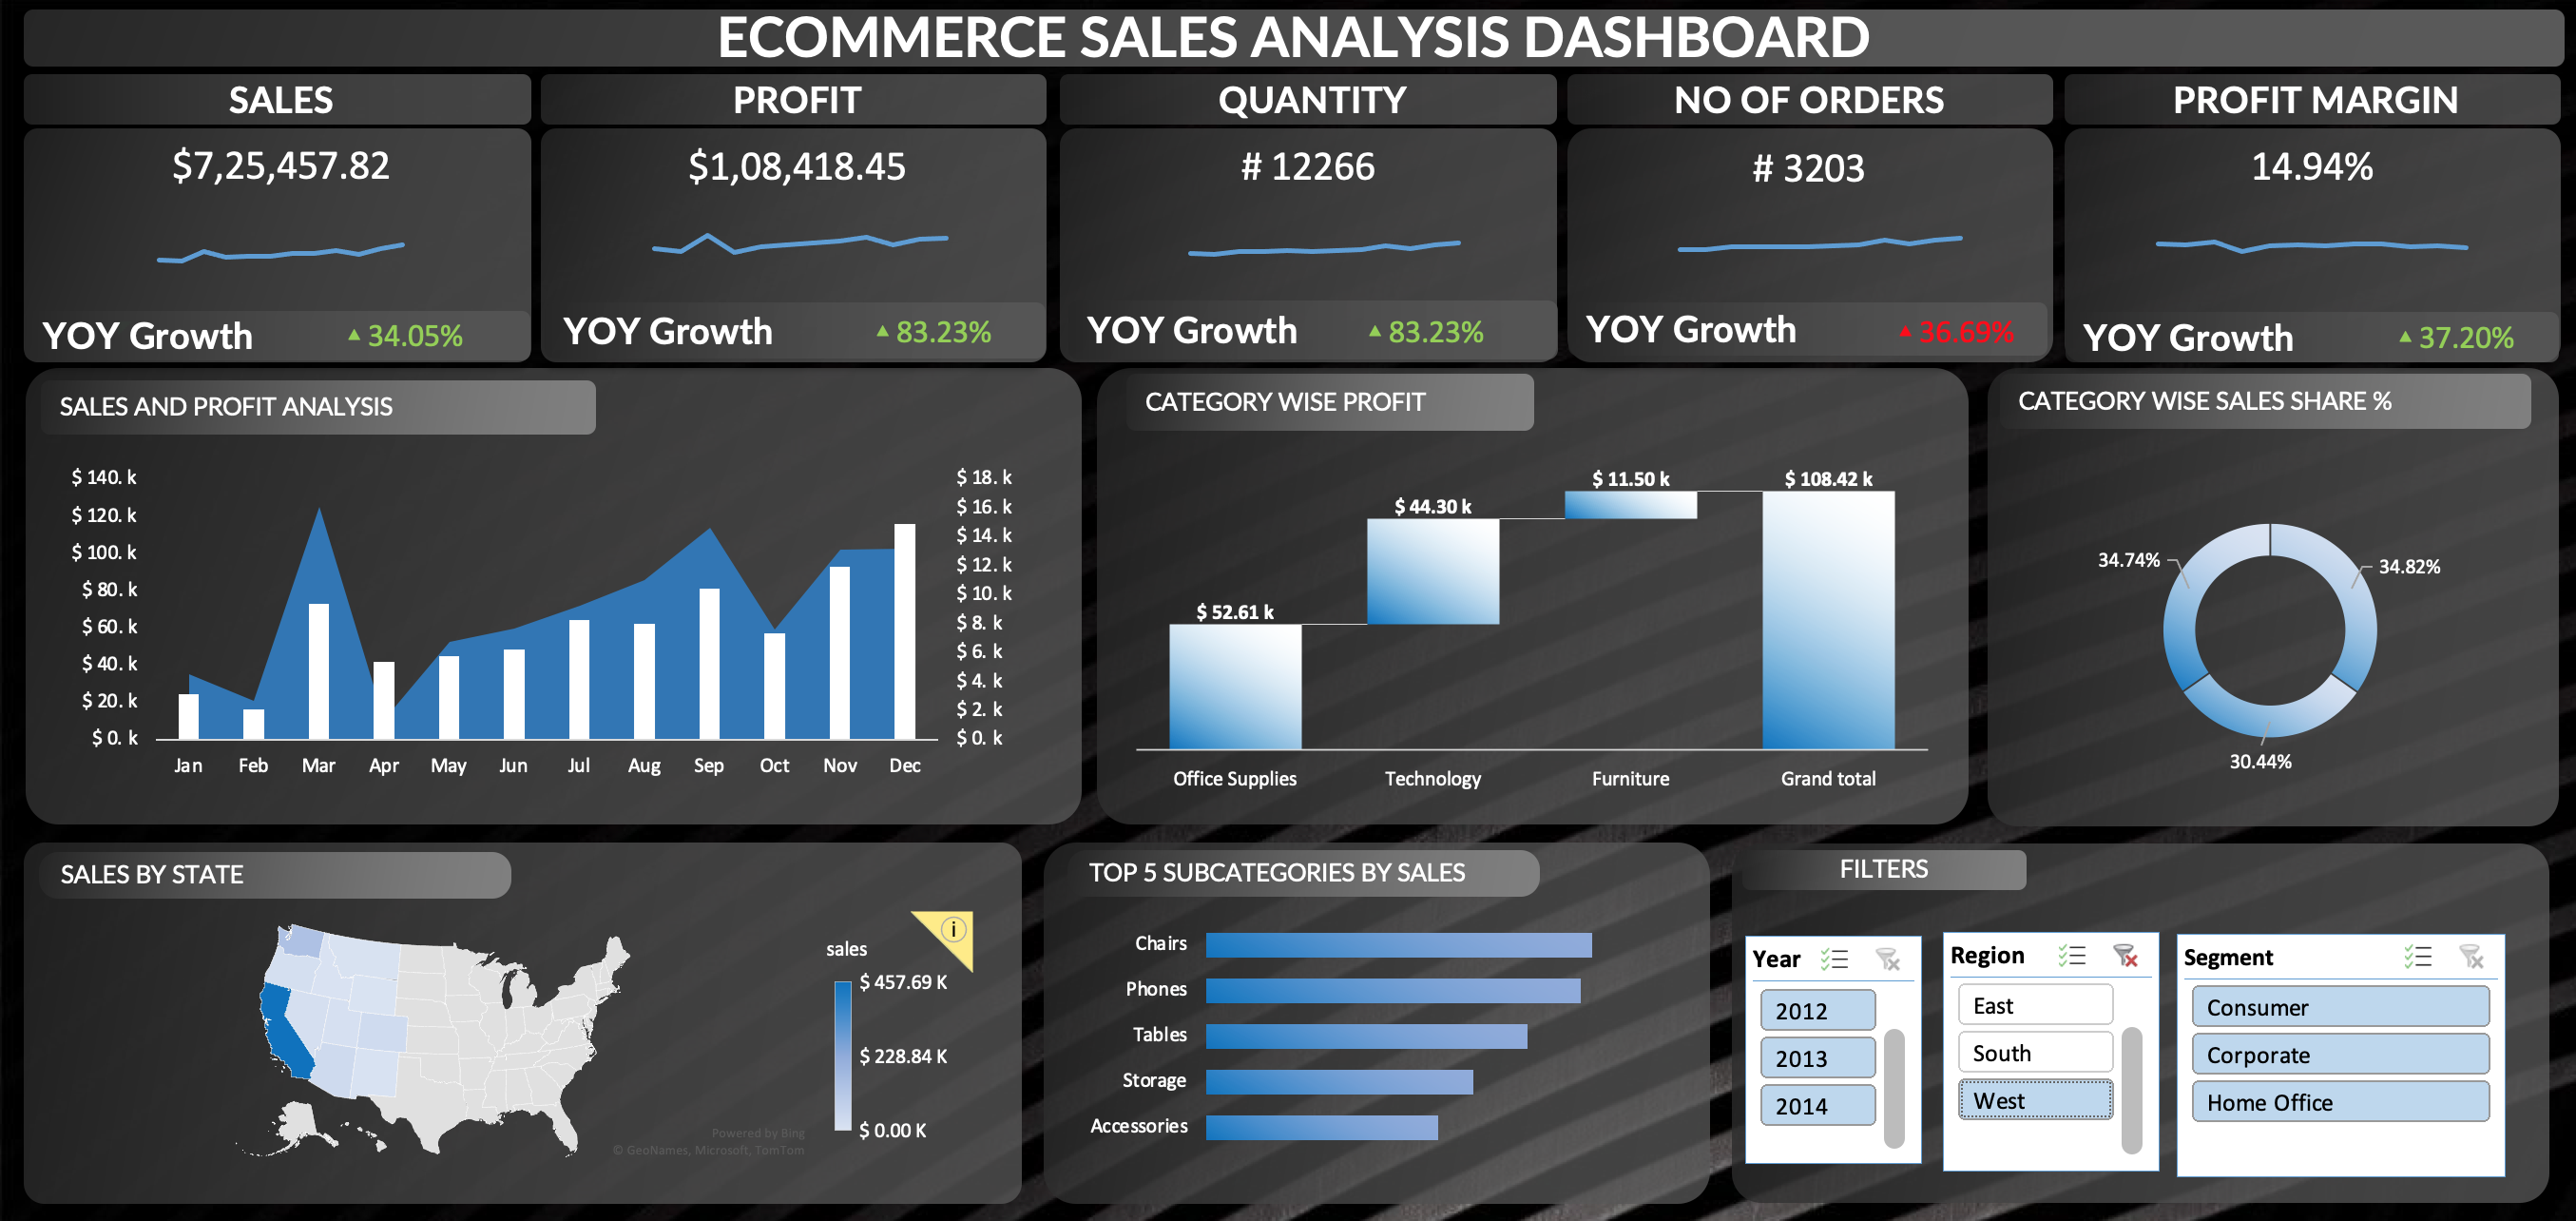 ECOMMERCE SALES ANALYSIS DASHBOARD
SALES
$7,25,457.82
YOY Growth ▲ 34.05%
PROFIT
$1,08,418.45
YOY Growth ▲ 83.23%
QUANTITY
# 12266
YOY Growth ▲ 83.23%
NO OF ORDERS
# 3203
YOY Growth ▲ 36.69%
PROFIT MARGIN
14.94%
YOY Growth ▲ 37.20%
SALES AND PROFIT ANALYSIS
$ 140. k
$ 120. k
$ 100. k
$ 80. k
$ 60. k
$ 40. k
$ 20. k
$ 0. k
$ 18. k
$ 16. k
$ 14. k
$ 12. k
$ 10. k
$ 8. k
$ 6. k
$ 4. k
$ 2. k
$ 0. k
Jan Feb Mar Apr May Jun Jul Aug Sep Oct Nov Dec
CATEGORY WISE PROFIT
$ 52.61 k
$ 44.30 k
$ 11.50 k
$ 108.42 k
Office Supplies Technology Furniture Grand total
CATEGORY WISE SALES SHARE %
34.74%
34.82%
30.44%
SALES BY STATE
sales
$ 457.69 K
$ 228.84 K
$ 0.00 K
Powered by Bing
© GeoNames, Microsoft, TomTom
TOP 5 SUBCATEGORIES BY SALES
Chairs
Phones
Tables
Storage
Accessories
FILTERS
Year
2012
2013
2014
Region
East
South
West
Segment
Consumer
Corporate
Home Office